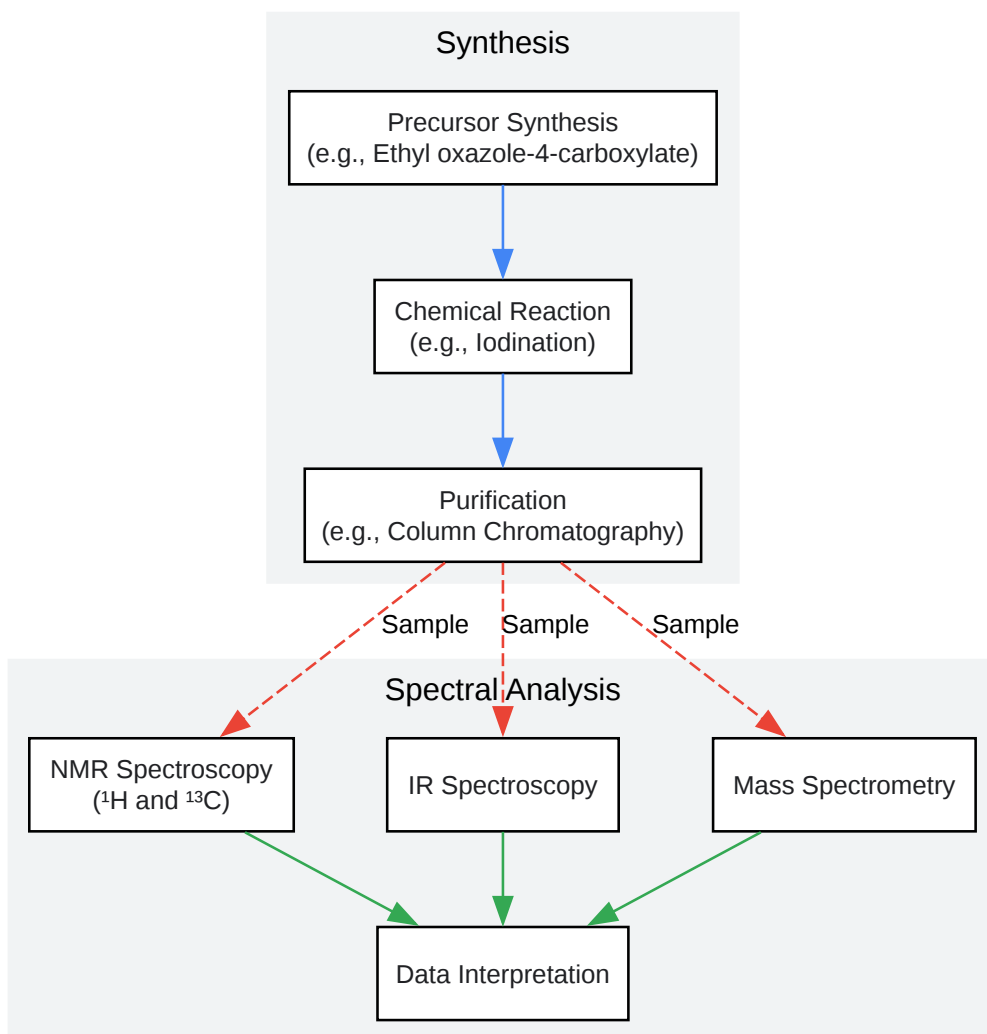 Synthesis
Precursor Synthesis
(e.g., Ethyl oxazole-4-carboxylate)
Chemical Reaction
(e.g., Iodination)
Purification
(e.g., Column Chromatography)
Sample
Sample
Sample
Spectral Analysis
NMR Spectroscopy
(¹H and ¹³C)
IR Spectroscopy
Mass Spectrometry
Data Interpretation